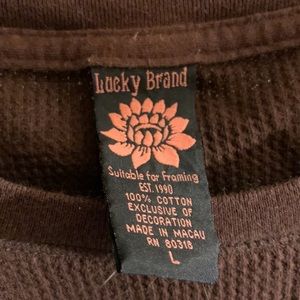 Lucky Brand
Suitable for Framing
EST. 1990
100% COTTON
EXCLUSIVE OF
DECORATION
MADE IN MACAU
RN 80318
L